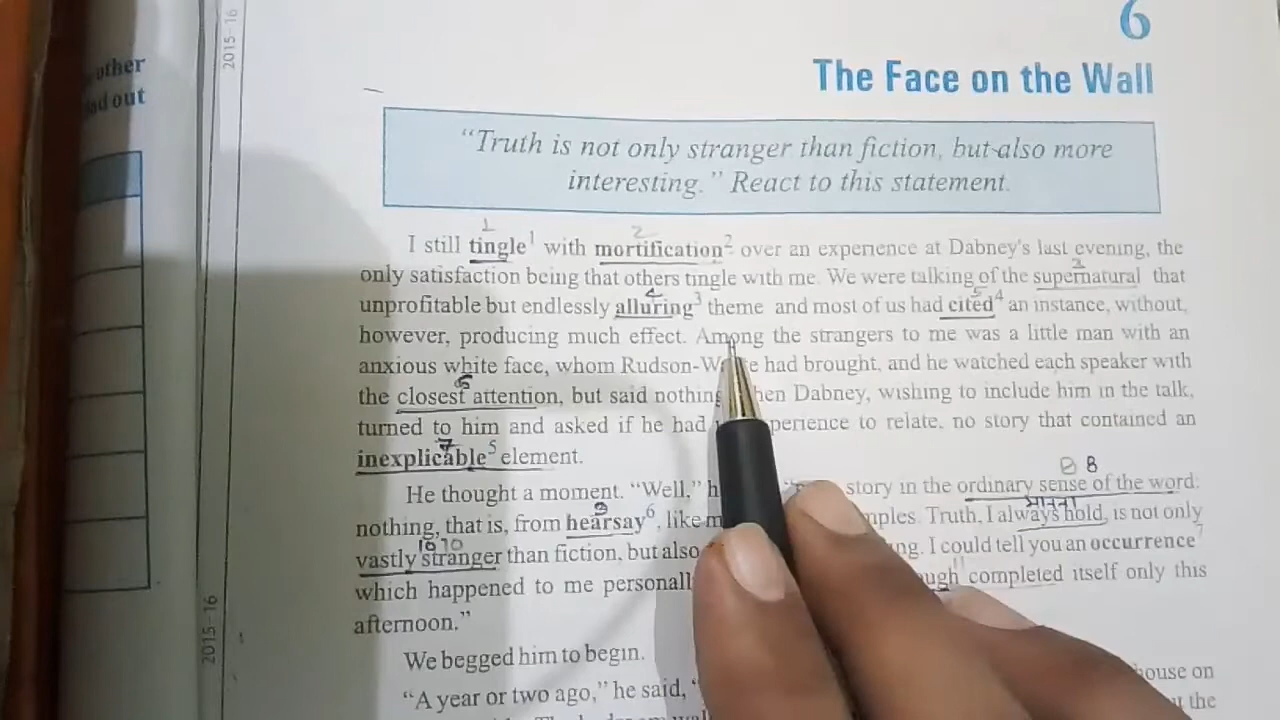 other
out
2015-16
6
The Face on the Wall
"Truth is not only stranger than fiction, but also more
interesting." React to this statement.
1 2
I still tingle¹ with mortification² over an experience at Dabney's last evening, the
only satisfaction being that others tingle with me. We were talking of the supernatural that
unprofitable but endlessly alluring³ theme and most of us had cited⁴ an instance, without,
however, producing much effect. Among the strangers to me was a little man with an
anxious white face, whom Rudson-W had brought, and he watched each speaker with
the closest attention, but said nothing hen Dabney, wishing to include him in the talk,
turned to him and asked if he had perience to relate, no story that contained an
7
inexplicable⁵ element.
8
He thought a moment. "Well," h story in the ordinary sense of the word:
मानना
nothing, that is, from hearsay⁶, like m mples. Truth, I always hold, is not only
10 10
vastly stranger than fiction, but also ng. I could tell you an occurrence⁷
which happened to me personall ugh completed itself only this
afternoon."
2015-16
We begged him to begin.
"A year or two ago," he said, "
ouse on
the